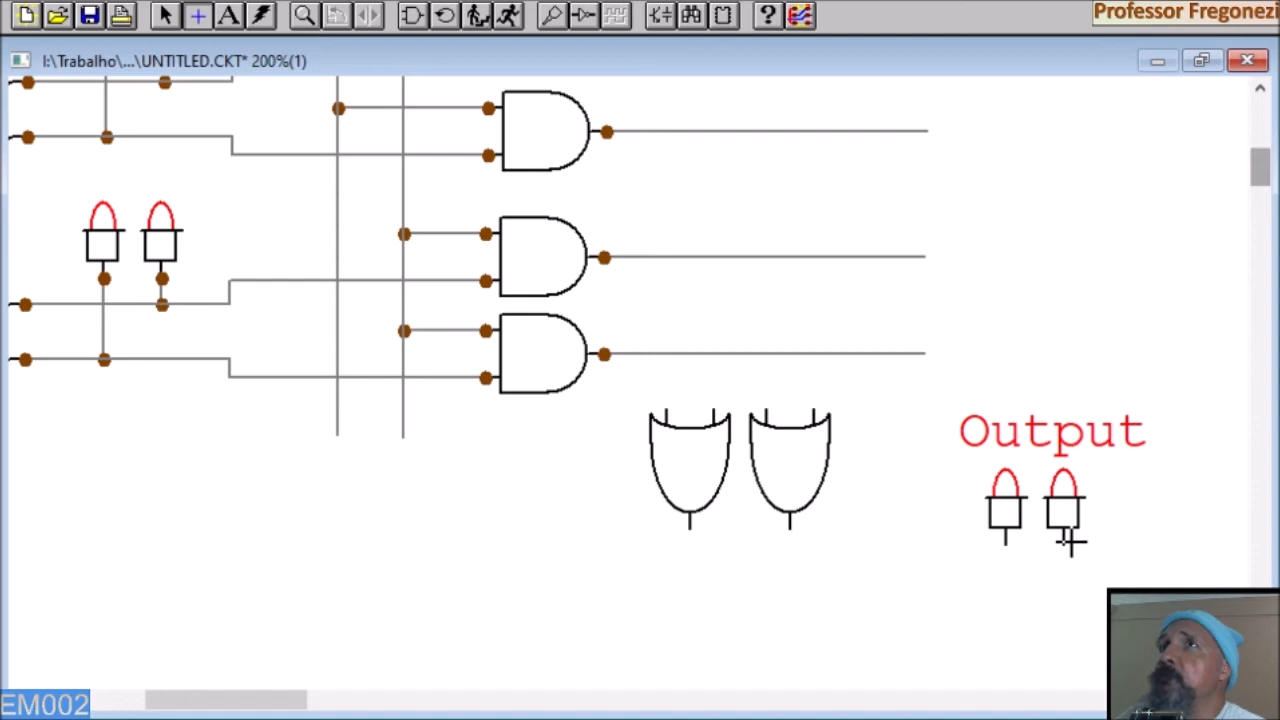 A
?
Professor Fregonezi
I:\Trabalho\...\UNTITLED.CKT* 200%(1)
Output
EM002